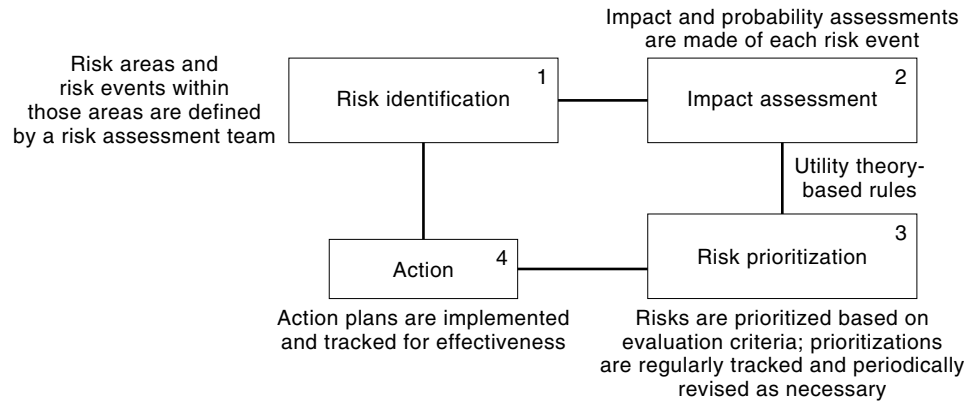 Risk areas and
risk events within
those areas are defined
by a risk assessment team
1
Risk identification
Impact and probability assessments
are made of each risk event
2
Impact assessment
Utility theory-
based rules
3
Risk prioritization
Risks are prioritized based on
evaluation criteria; prioritizations
are regularly tracked and periodically
revised as necessary
4
Action
Action plans are implemented
and tracked for effectiveness